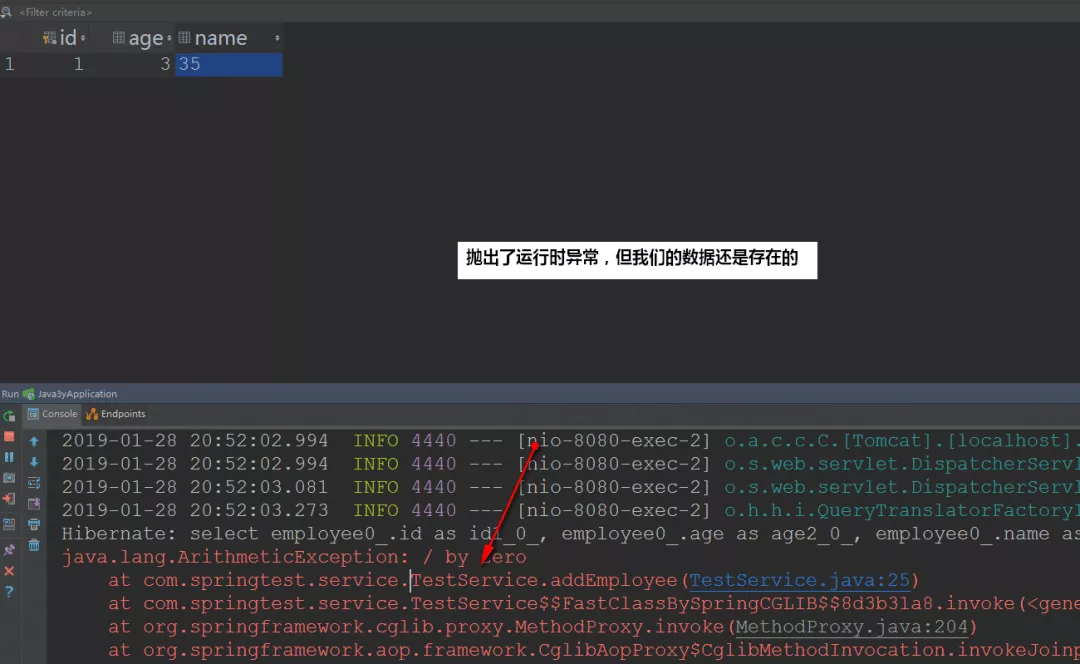 <Filter criteria>
id age name
1 1 3 35
抛出了运行时异常，但我们的数据还是存在的
Run Java3yApplication
Console Endpoints
2019-01-28 20:52:02.994 INFO 4440 --- [nio-8080-exec-2] o.a.c.c.C.[Tomcat].[localhost].
2019-01-28 20:52:02.994 INFO 4440 --- [nio-8080-exec-2] o.s.web.servlet.DispatcherServl
2019-01-28 20:52:03.081 INFO 4440 --- [nio-8080-exec-2] o.s.web.servlet.DispatcherServl
2019-01-28 20:52:03.273 INFO 4440 --- [nio-8080-exec-2] o.h.h.i.QueryTranslatorFactoryI
Hibernate: select employee0_.id as id1_0_, employee0_.age as age2_0_, employee0_.name as
java.lang.ArithmeticException: / by zero
at com.springtest.service.TestService.addEmployee(TestService.java:25)
at com.springtest.service.TestService$$FastClassBySpringCGLIB$$8d3b31a8.invoke(<gene
at org.springframework.cglib.proxy.MethodProxy.invoke(MethodProxy.java:204)
at org.springframework.aop.framework.CglibAopProxy$CglibMethodInvocation.invokeJoinp